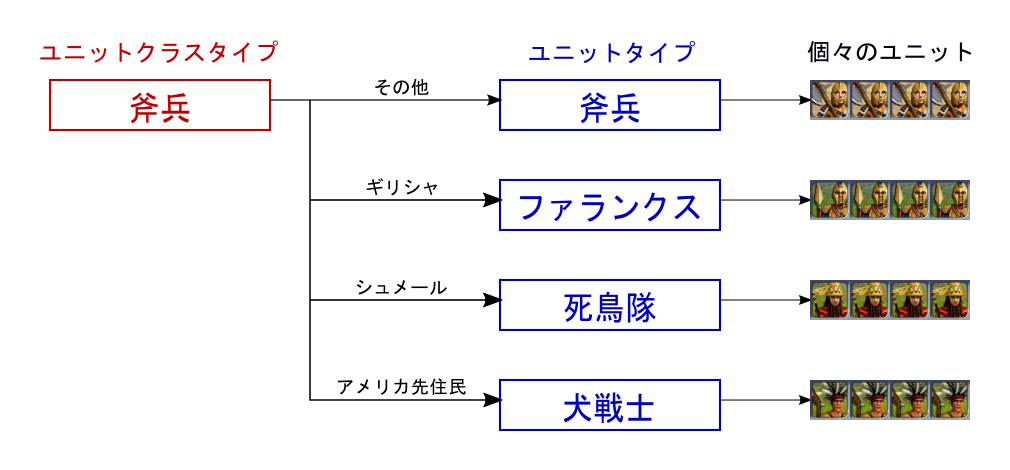 ユニットクラスタイプ
ユニットタイプ
個々のユニット
斧兵
その他
斧兵
ギリシャ
ファランクス
シュメール
死鳥隊
アメリカ先住民
犬戦士